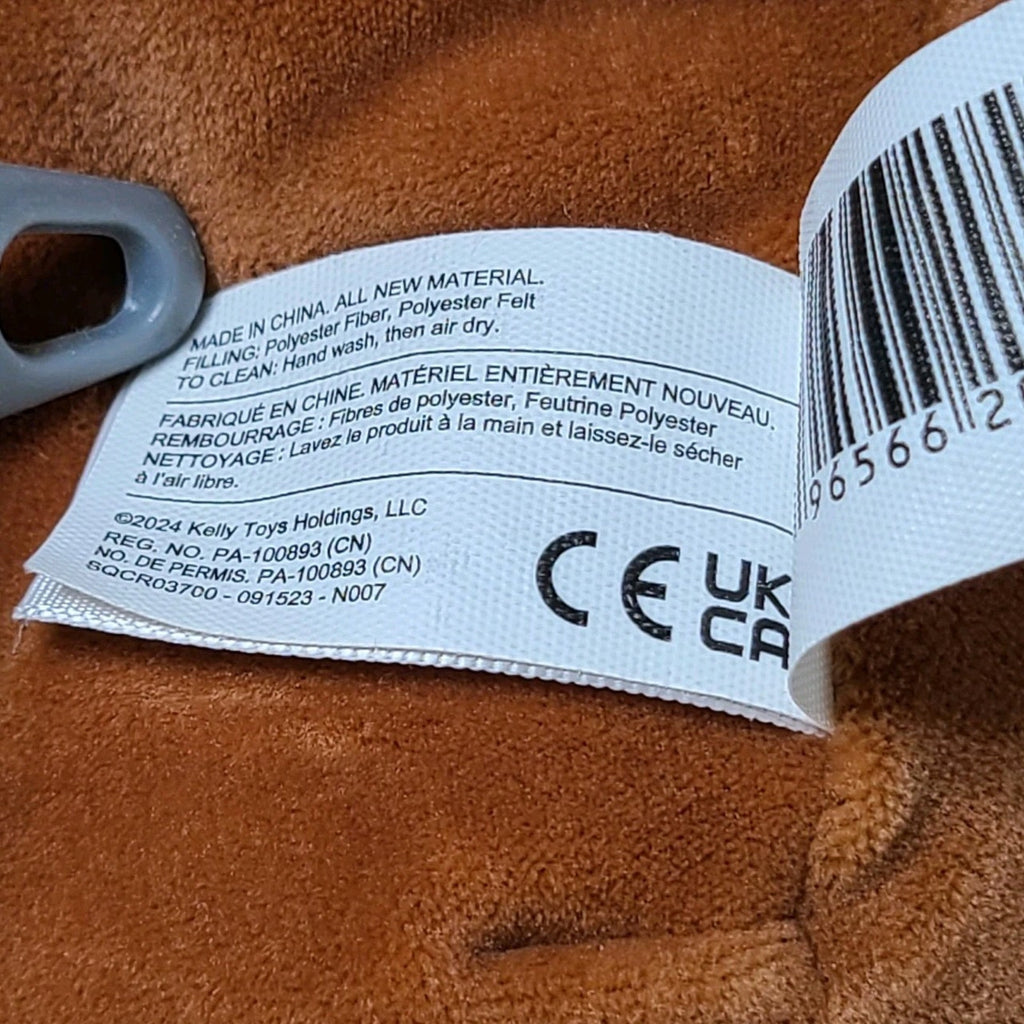 MADE IN CHINA. ALL NEW MATERIAL.
FILLING: Polyester Fiber, Polyester Felt
TO CLEAN: Hand wash, then air dry.
FABRIQUÉ EN CHINE. MATÉRIEL ENTIÈREMENT NOUVEAU.
REMBOURRAGE : Fibres de polyester, Feutrine Polyester
NETTOYAGE : Lavez le produit à la main et laissez-le sécher
à l'air libre.
©2024 Kelly Toys Holdings, LLC
REG. NO. PA-100893 (CN)
NO. DE PERMIS. PA-100893 (CN)
SQCR03700 - 091523 - N007
CE
UK
CA
96566 2